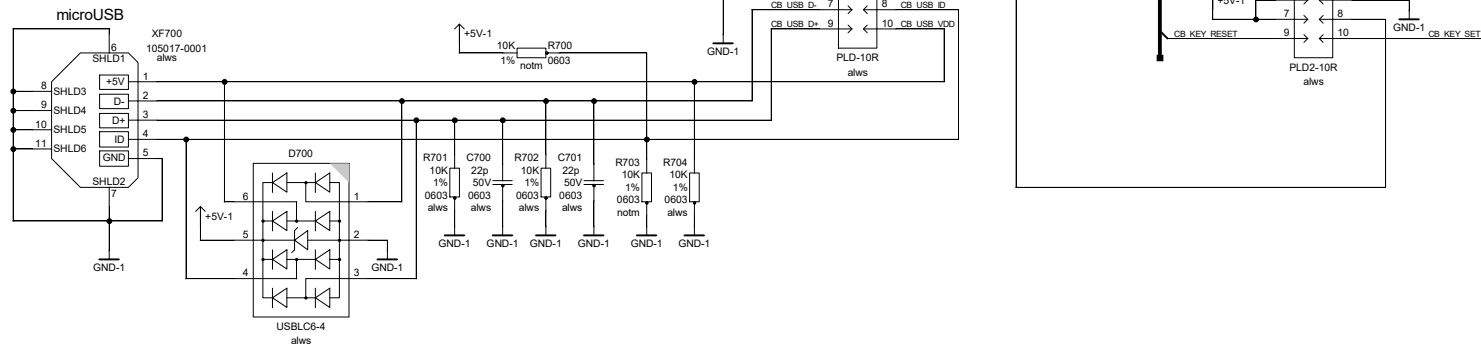 CB USB D- 7 8 CB USB ID
CB USB D+ 9 10 CB USB VDD
GND-1
PLD-10R
alws
+5V-1
7 8
GND-1
CB KEY RESET 9 10 CB KEY SET
PLD2-10R
alws
microUSB
XF700
105017-0001
alws
6
SHLD1
+5V 1
D- 2
D+ 3
ID 4
GND 5
8 SHLD3
9 SHLD4
10 SHLD5
11 SHLD6
SHLD2
7
GND-1
+5V-1
10K R700
1% 0603
notm
D700
6 1
+5V-1
5 2
4 3
GND-1
USBLC6-4
alws
R701
10K
1%
0603
alws
GND-1
C700
22p
50V
0603
alws
GND-1
R702
10K
1%
0603
alws
GND-1
C701
22p
50V
0603
alws
GND-1
R703
10K
1%
0603
notm
GND-1
R704
10K
1%
0603
alws
GND-1